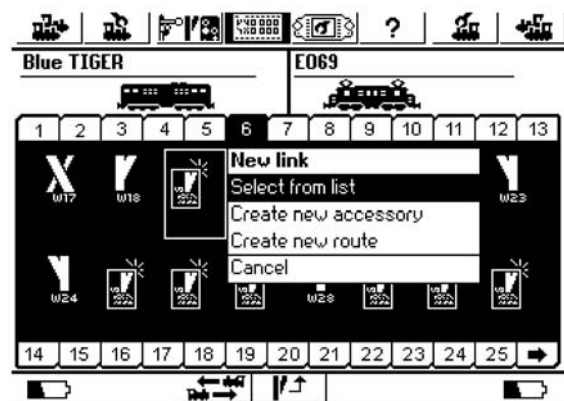 ?
Blue TIGER E069
1 2 3 4 5 6 7 8 9 10 11 12 13
New link
Select from list
Create new accessory
Create new route
Cancel
W17 W18 W23
W24 W28
14 15 16 17 18 19 20 21 22 23 24 25